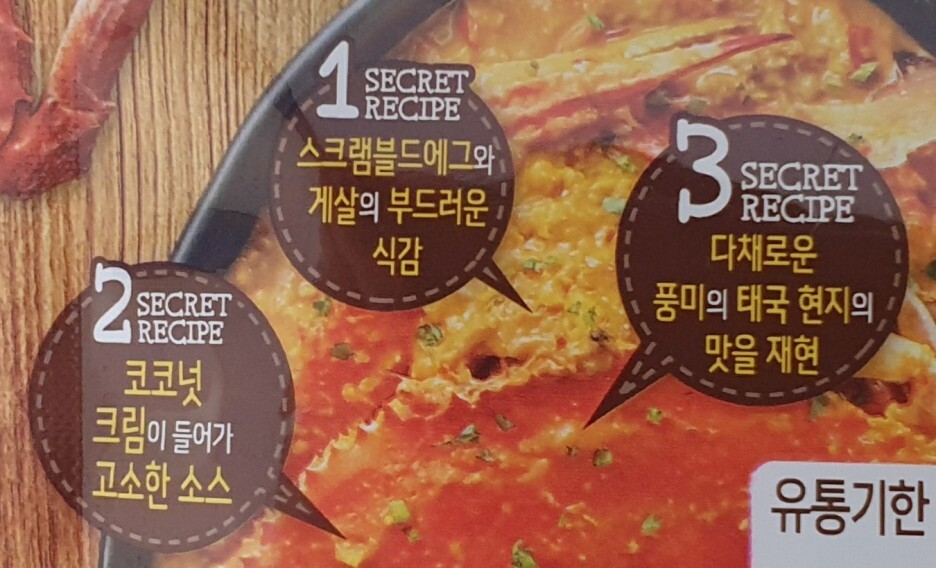 1 SECRET
RECIPE
스크램블드에그와
게살의 부드러운
식감
2 SECRET
RECIPE
코코넛
크림이 들어가
고소한 소스
3 SECRET
RECIPE
다채로운
풍미의 태국 현지의
맛을 재현
유통기한